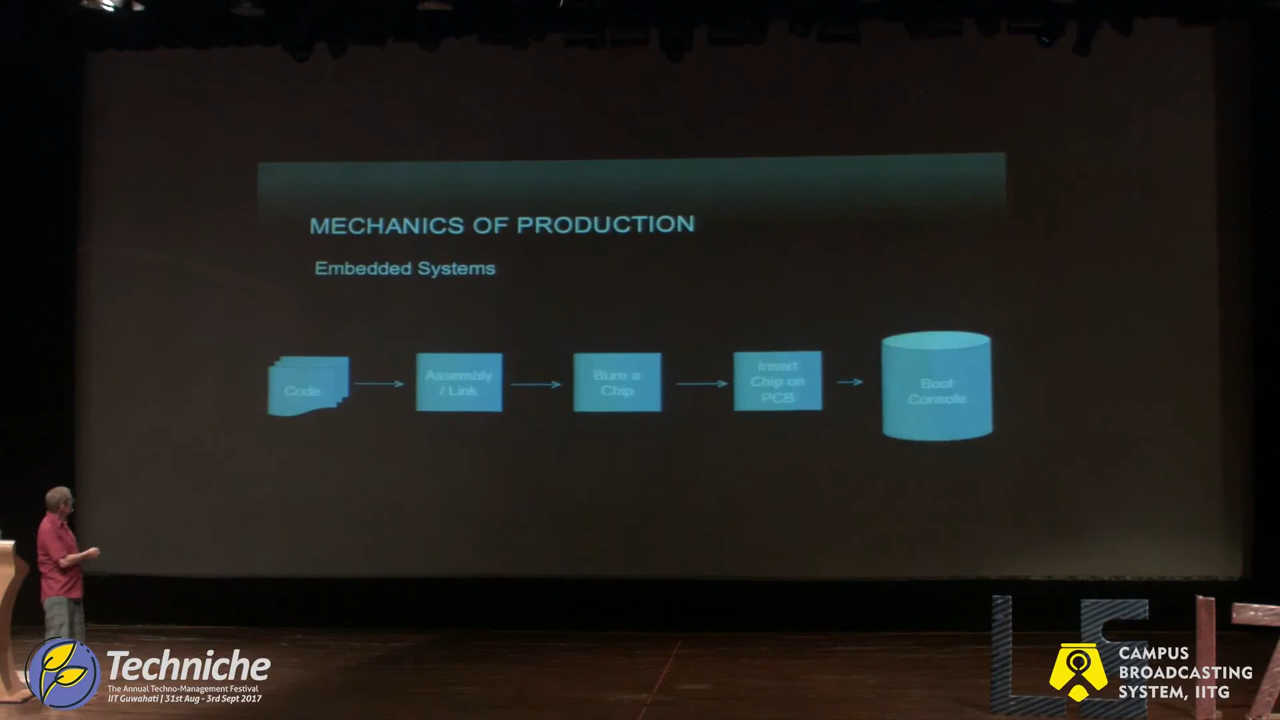 MECHANICS OF PRODUCTION
Embedded Systems
Code
Assembly
/ Link
Burn a
Chip
Insert
Chip on
PCB
Boot
Console
LE17
Techniche
The Annual Techno-Management Festival
IIT Guwahati | 31st Aug - 3rd Sept 2017
CAMPUS
BROADCASTING
SYSTEM, IITG